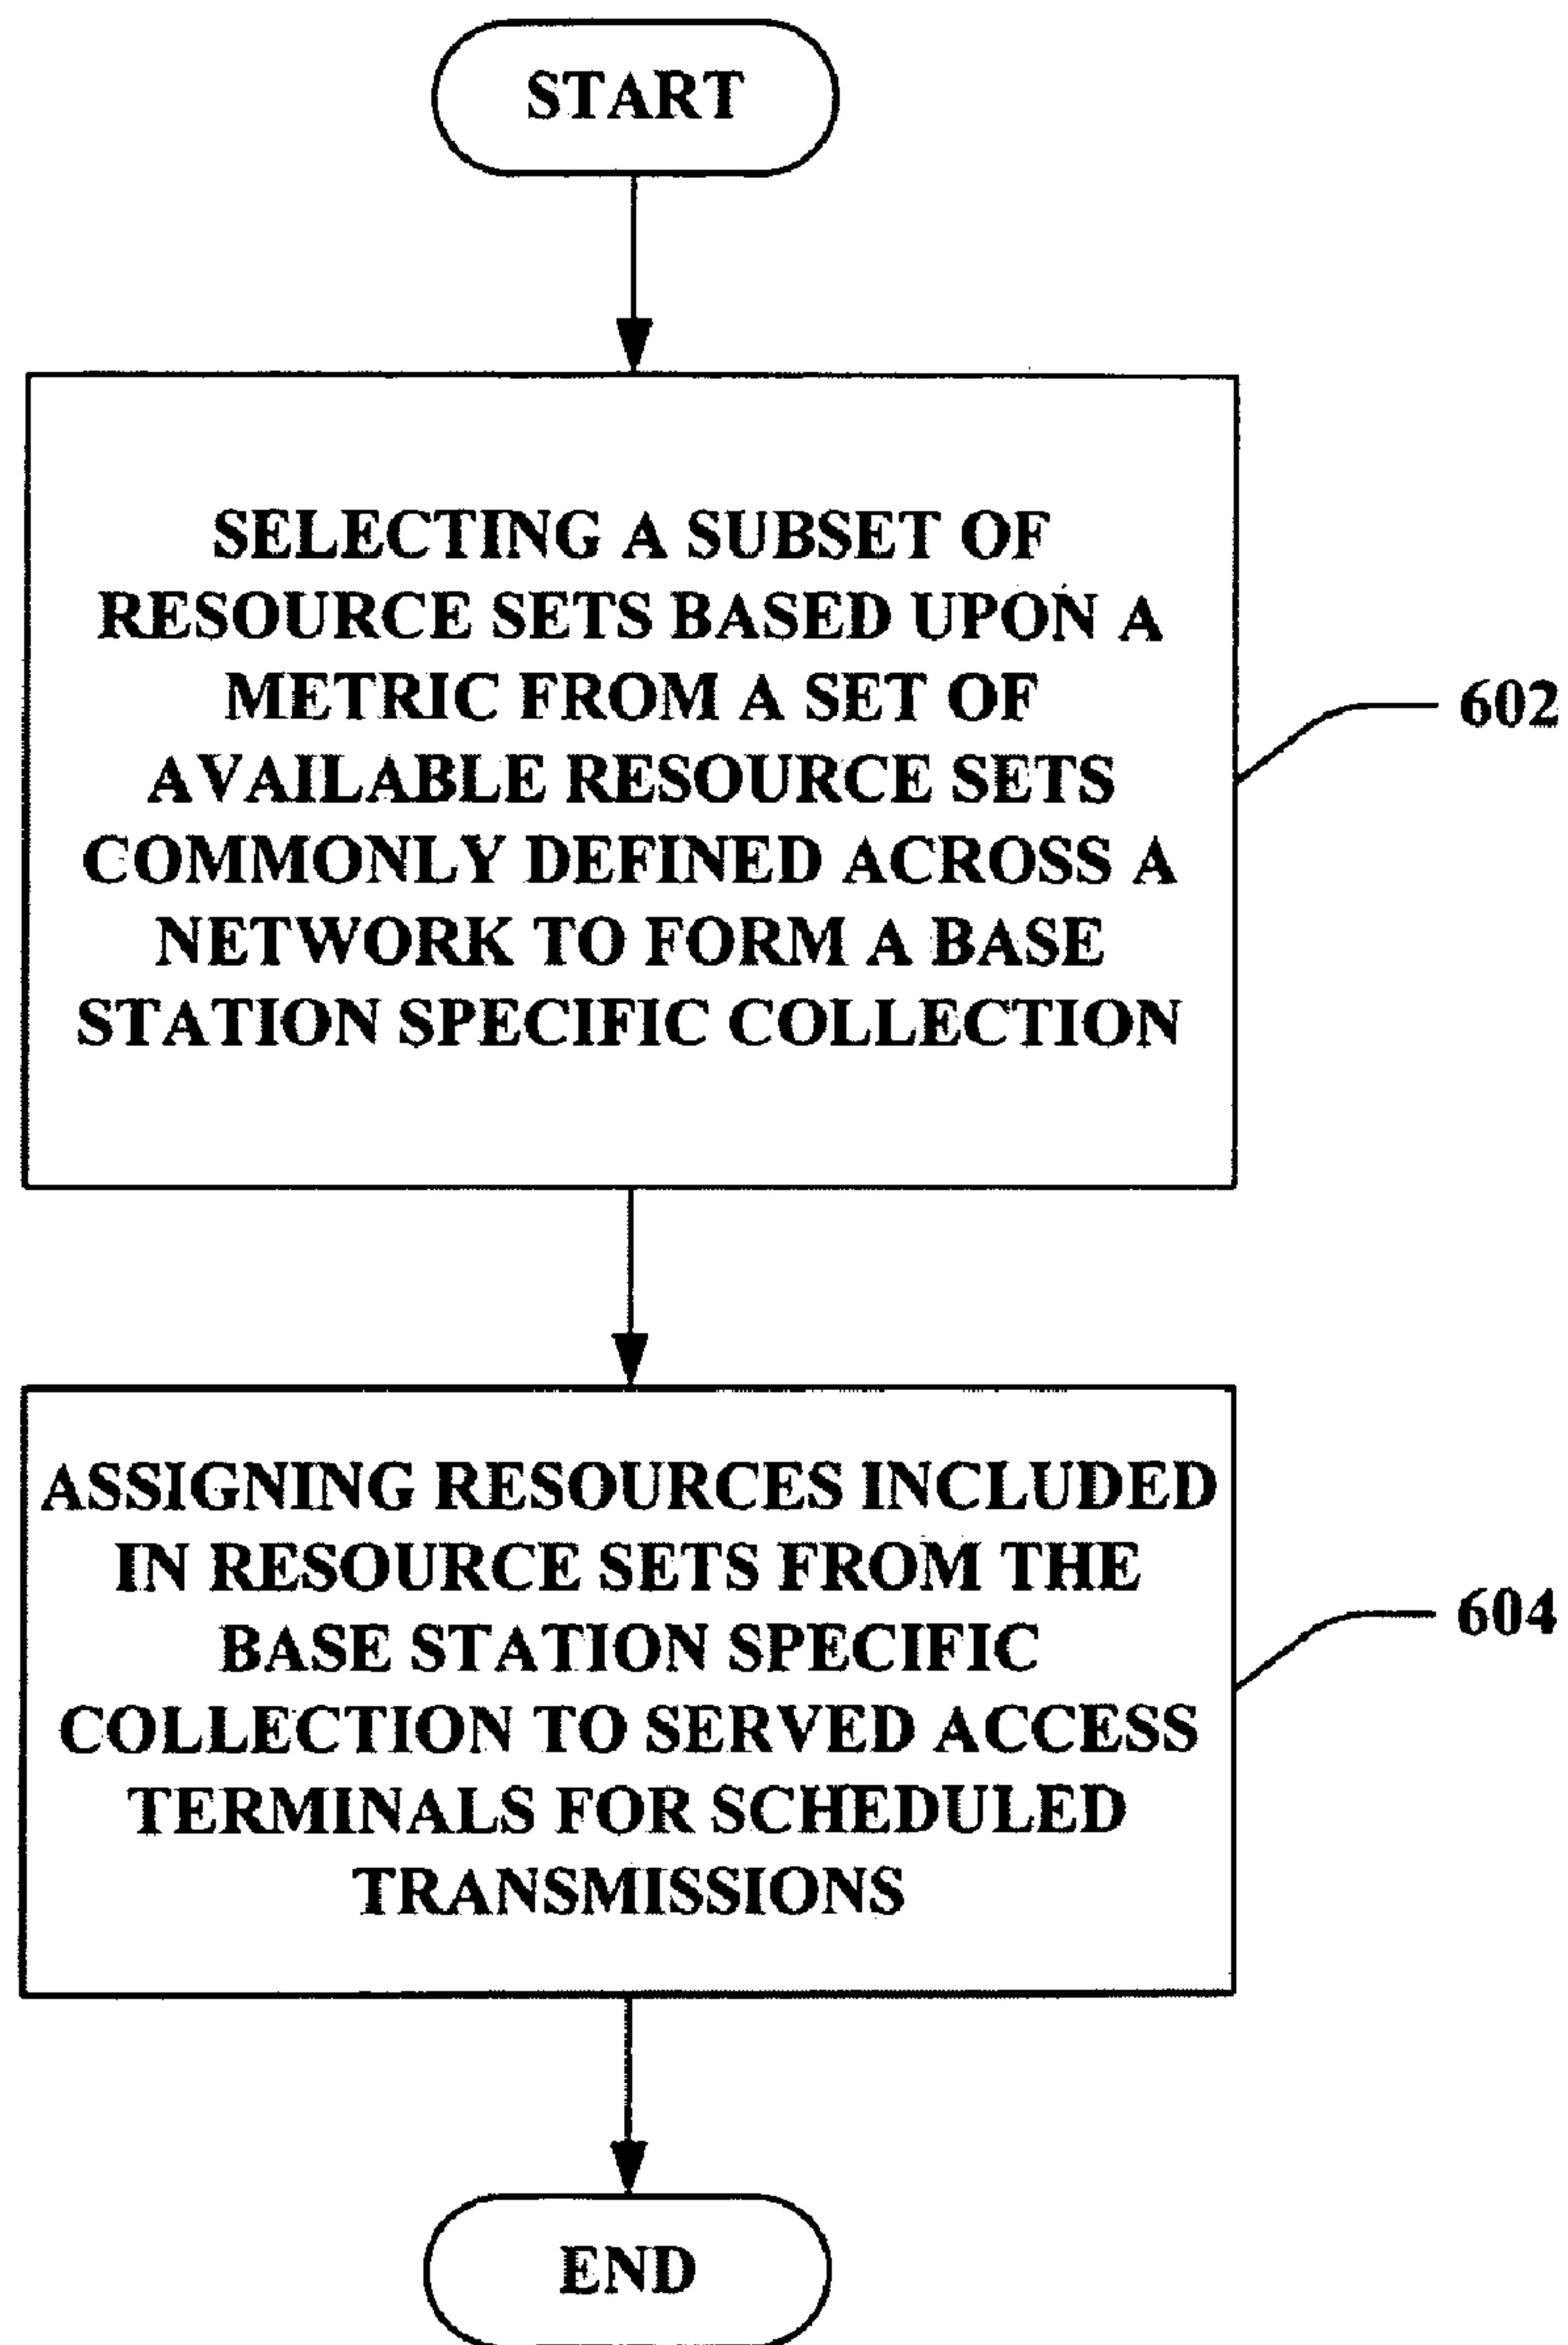 START
SELECTING A SUBSET OF
RESOURCE SETS BASED UPON A
METRIC FROM A SET OF
AVAILABLE RESOURCE SETS
COMMONLY DEFINED ACROSS A
NETWORK TO FORM A BASE
STATION SPECIFIC COLLECTION
602
ASSIGNING RESOURCES INCLUDED
IN RESOURCE SETS FROM THE
BASE STATION SPECIFIC
COLLECTION TO SERVED ACCESS
TERMINALS FOR SCHEDULED
TRANSMISSIONS
604
END